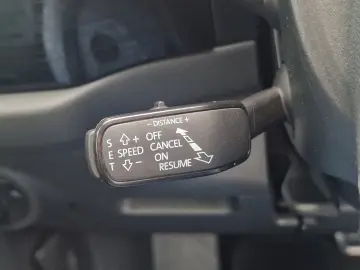 - DISTANCE +
S ⇧+ OFF
E SPEED CANCEL
ON
T ⇩- RESUME